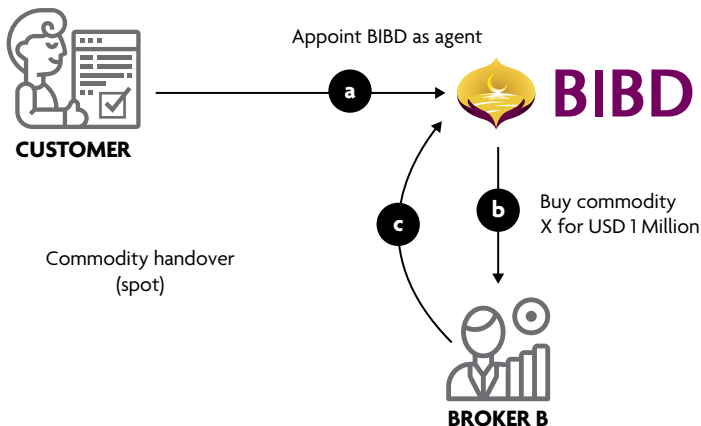 Appoint BIBD as agent
a
BIBD
CUSTOMER
c
b
Buy commodity
X for USD 1 Million
Commodity handover
(spot)
BROKER B